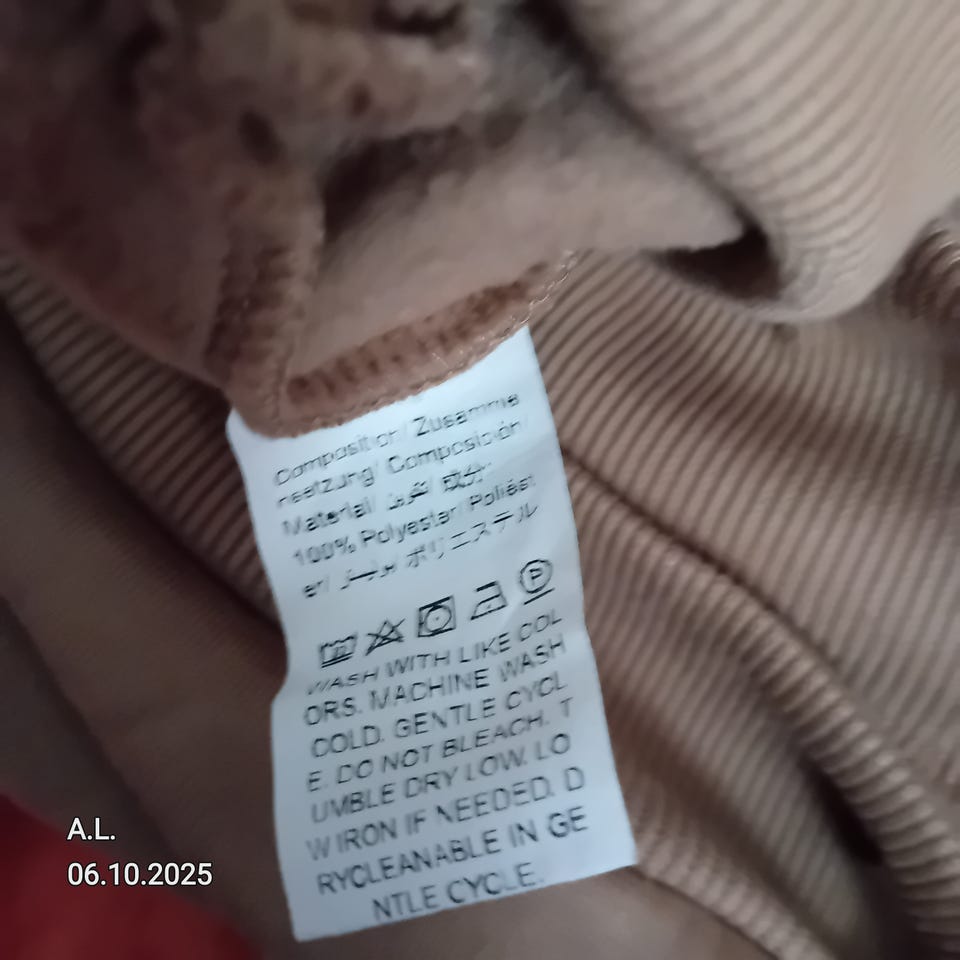 Composition/ Zusamme
nsetzung/ Composición/
Material/ 成分:
100% Polyester/ Poliést
er/ بوليستر/ ポリエステル
WASH WITH LIKE COL
ORS. MACHINE WASH
COLD. GENTLE CYCL
E. DO NOT BLEACH. T
UMBLE DRY LOW. LO
W IRON IF NEEDED. D
RYCLEANABLE IN GE
NTLE CYCLE.
A.L.
06.10.2025